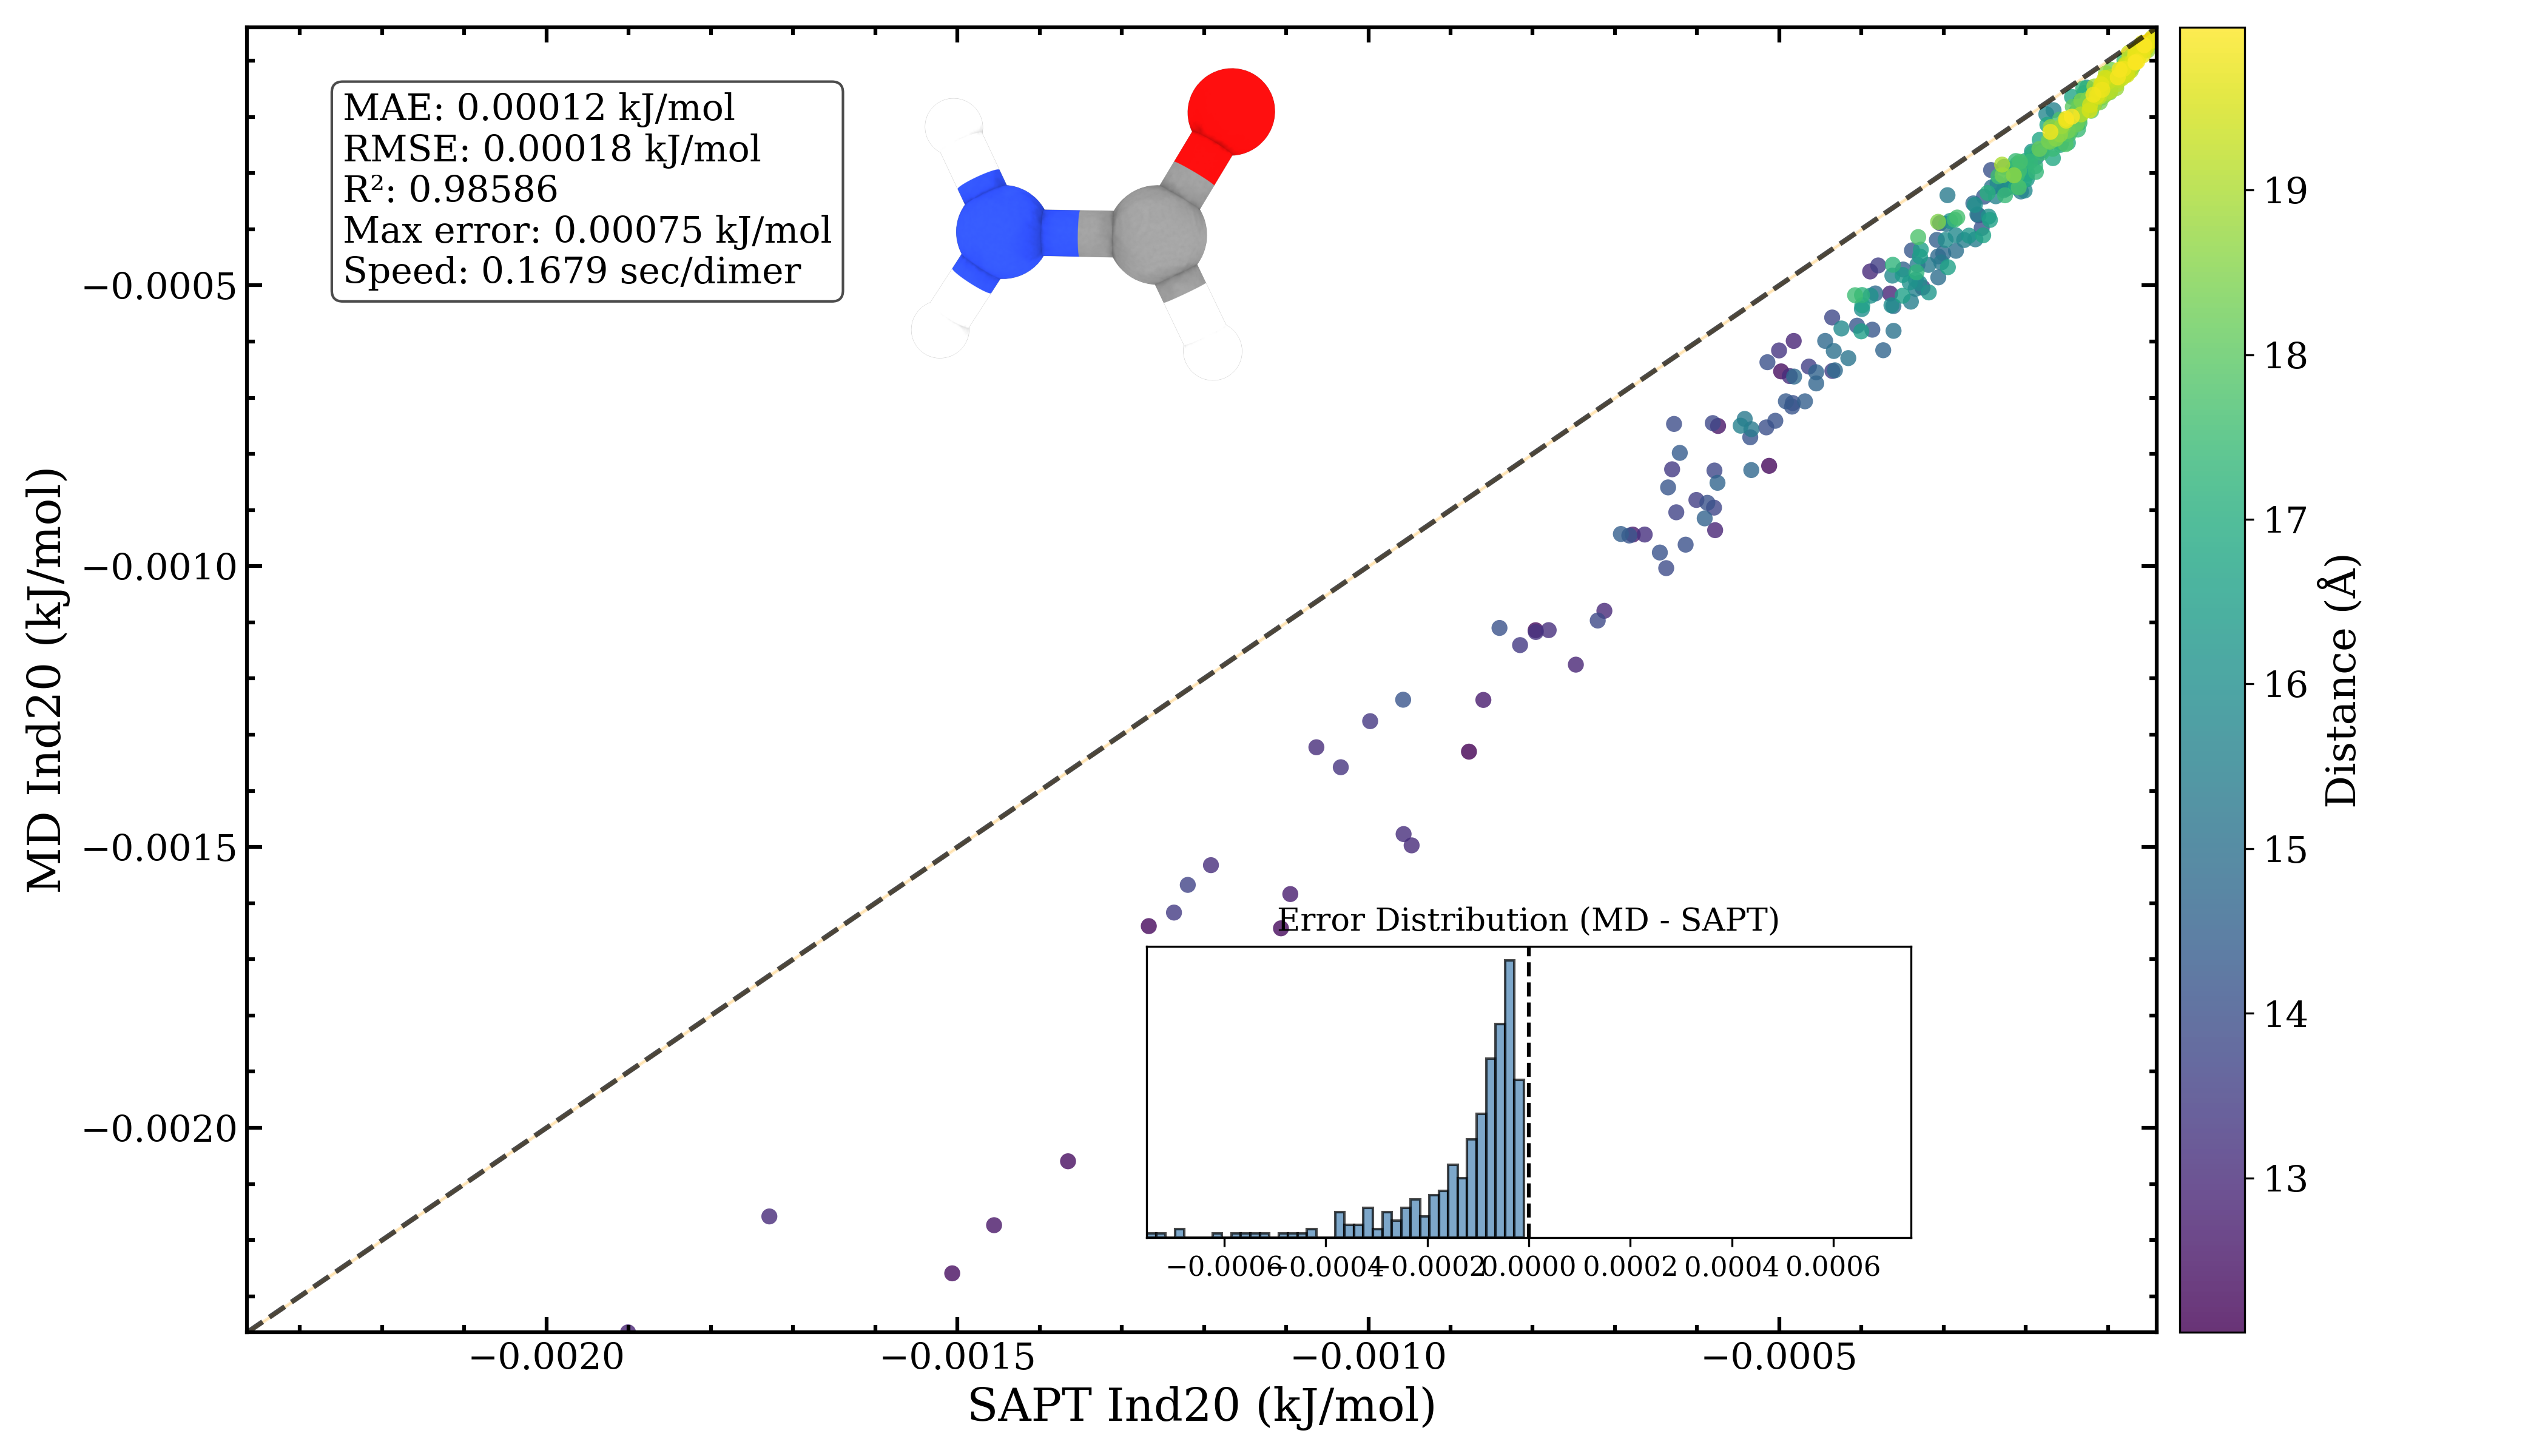 MAE: 0.00012 kJ/mol
RMSE: 0.00018 kJ/mol
R²: 0.98586
Max error: 0.00075 kJ/mol
Speed: 0.1679 sec/dimer
−0.0005
−0.0010
−0.0015
−0.0020
MD Ind20 (kJ/mol)
Error Distribution (MD - SAPT)
−0.0006 −0.0004 −0.0002 0.0000 0.0002 0.0004 0.0006
−0.0020 −0.0015 −0.0010 −0.0005
SAPT Ind20 (kJ/mol)
19
18
17
16
15
14
13
Distance (Å)